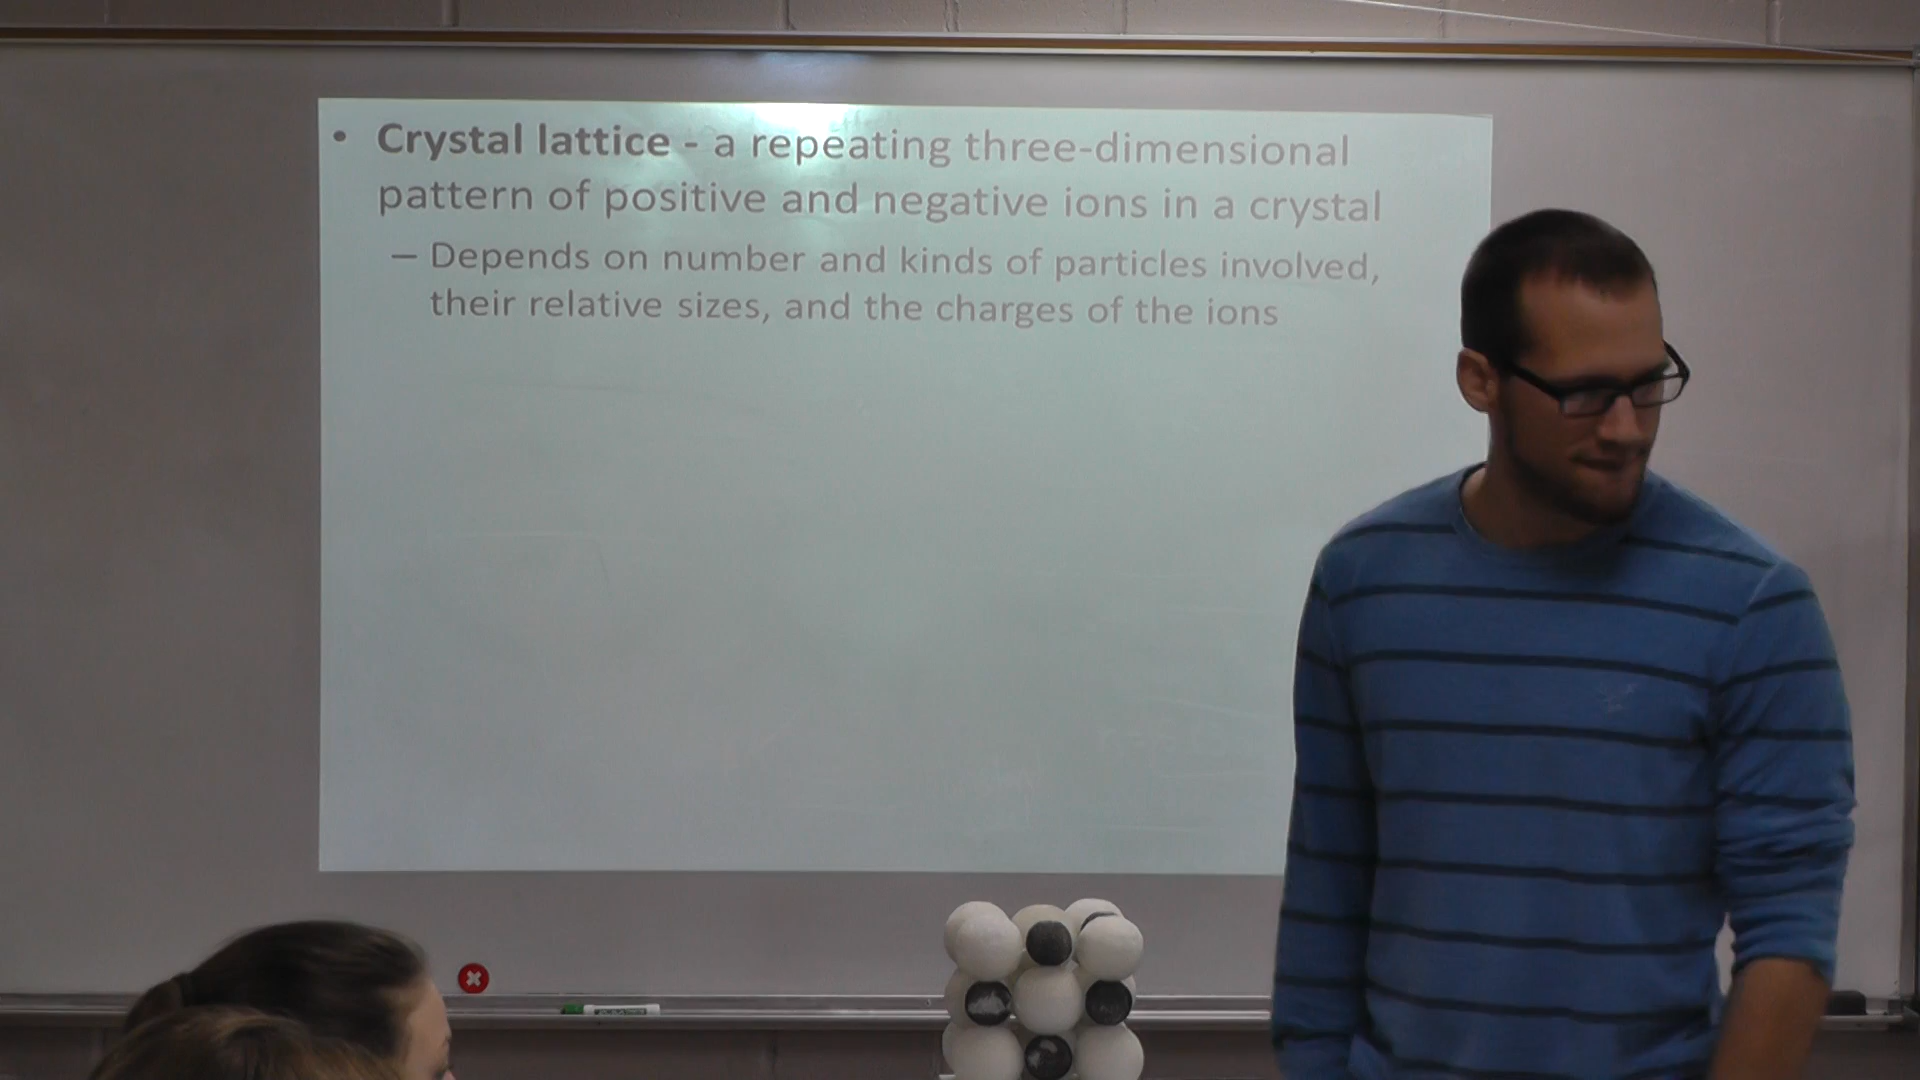 • Crystal lattice - a repeating three-dimensional
pattern of positive and negative ions in a crystal
– Depends on number and kinds of particles involved,
their relative sizes, and the charges of the ions